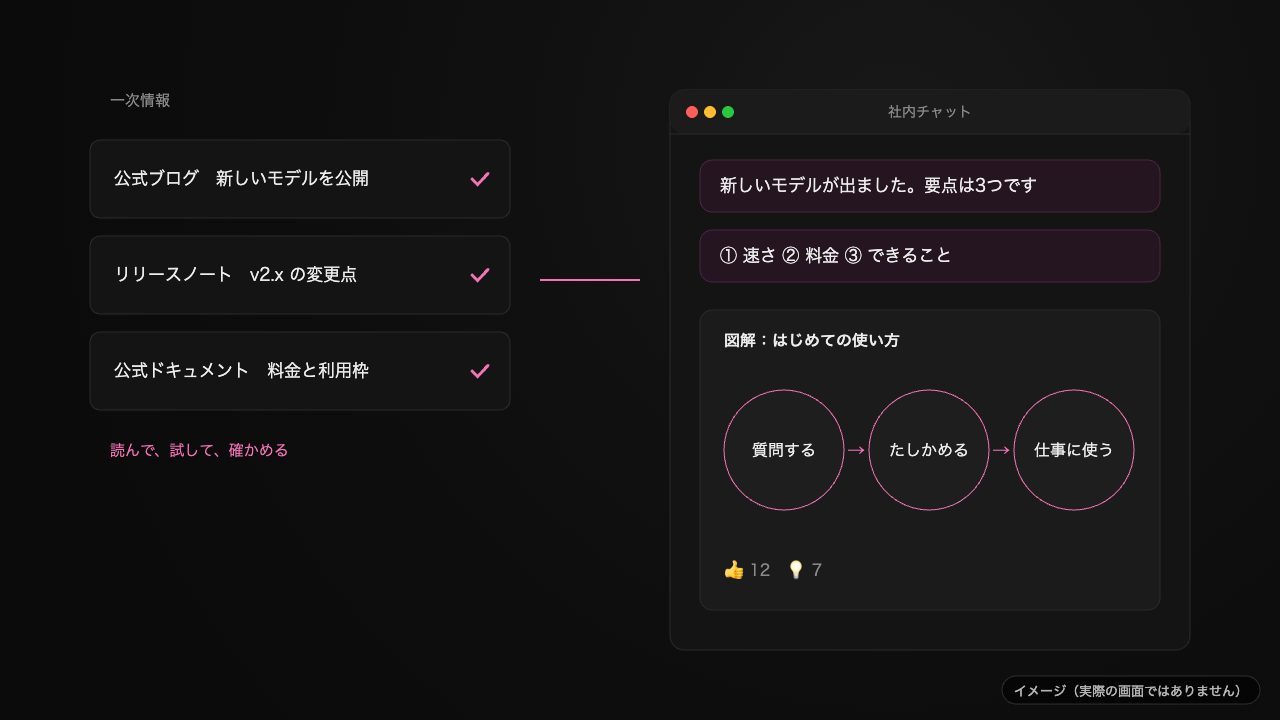 一次情報
公式ブログ　新しいモデルを公開
リリースノート　v2.x の変更点
公式ドキュメント　料金と利用枠
読んで、試して、確かめる
社内チャット
新しいモデルが出ました。要点は3つです
① 速さ ② 料金 ③ できること
図解：はじめての使い方
質問する → たしかめる → 仕事に使う
👍 12 💡 7
イメージ（実際の画面ではありません）